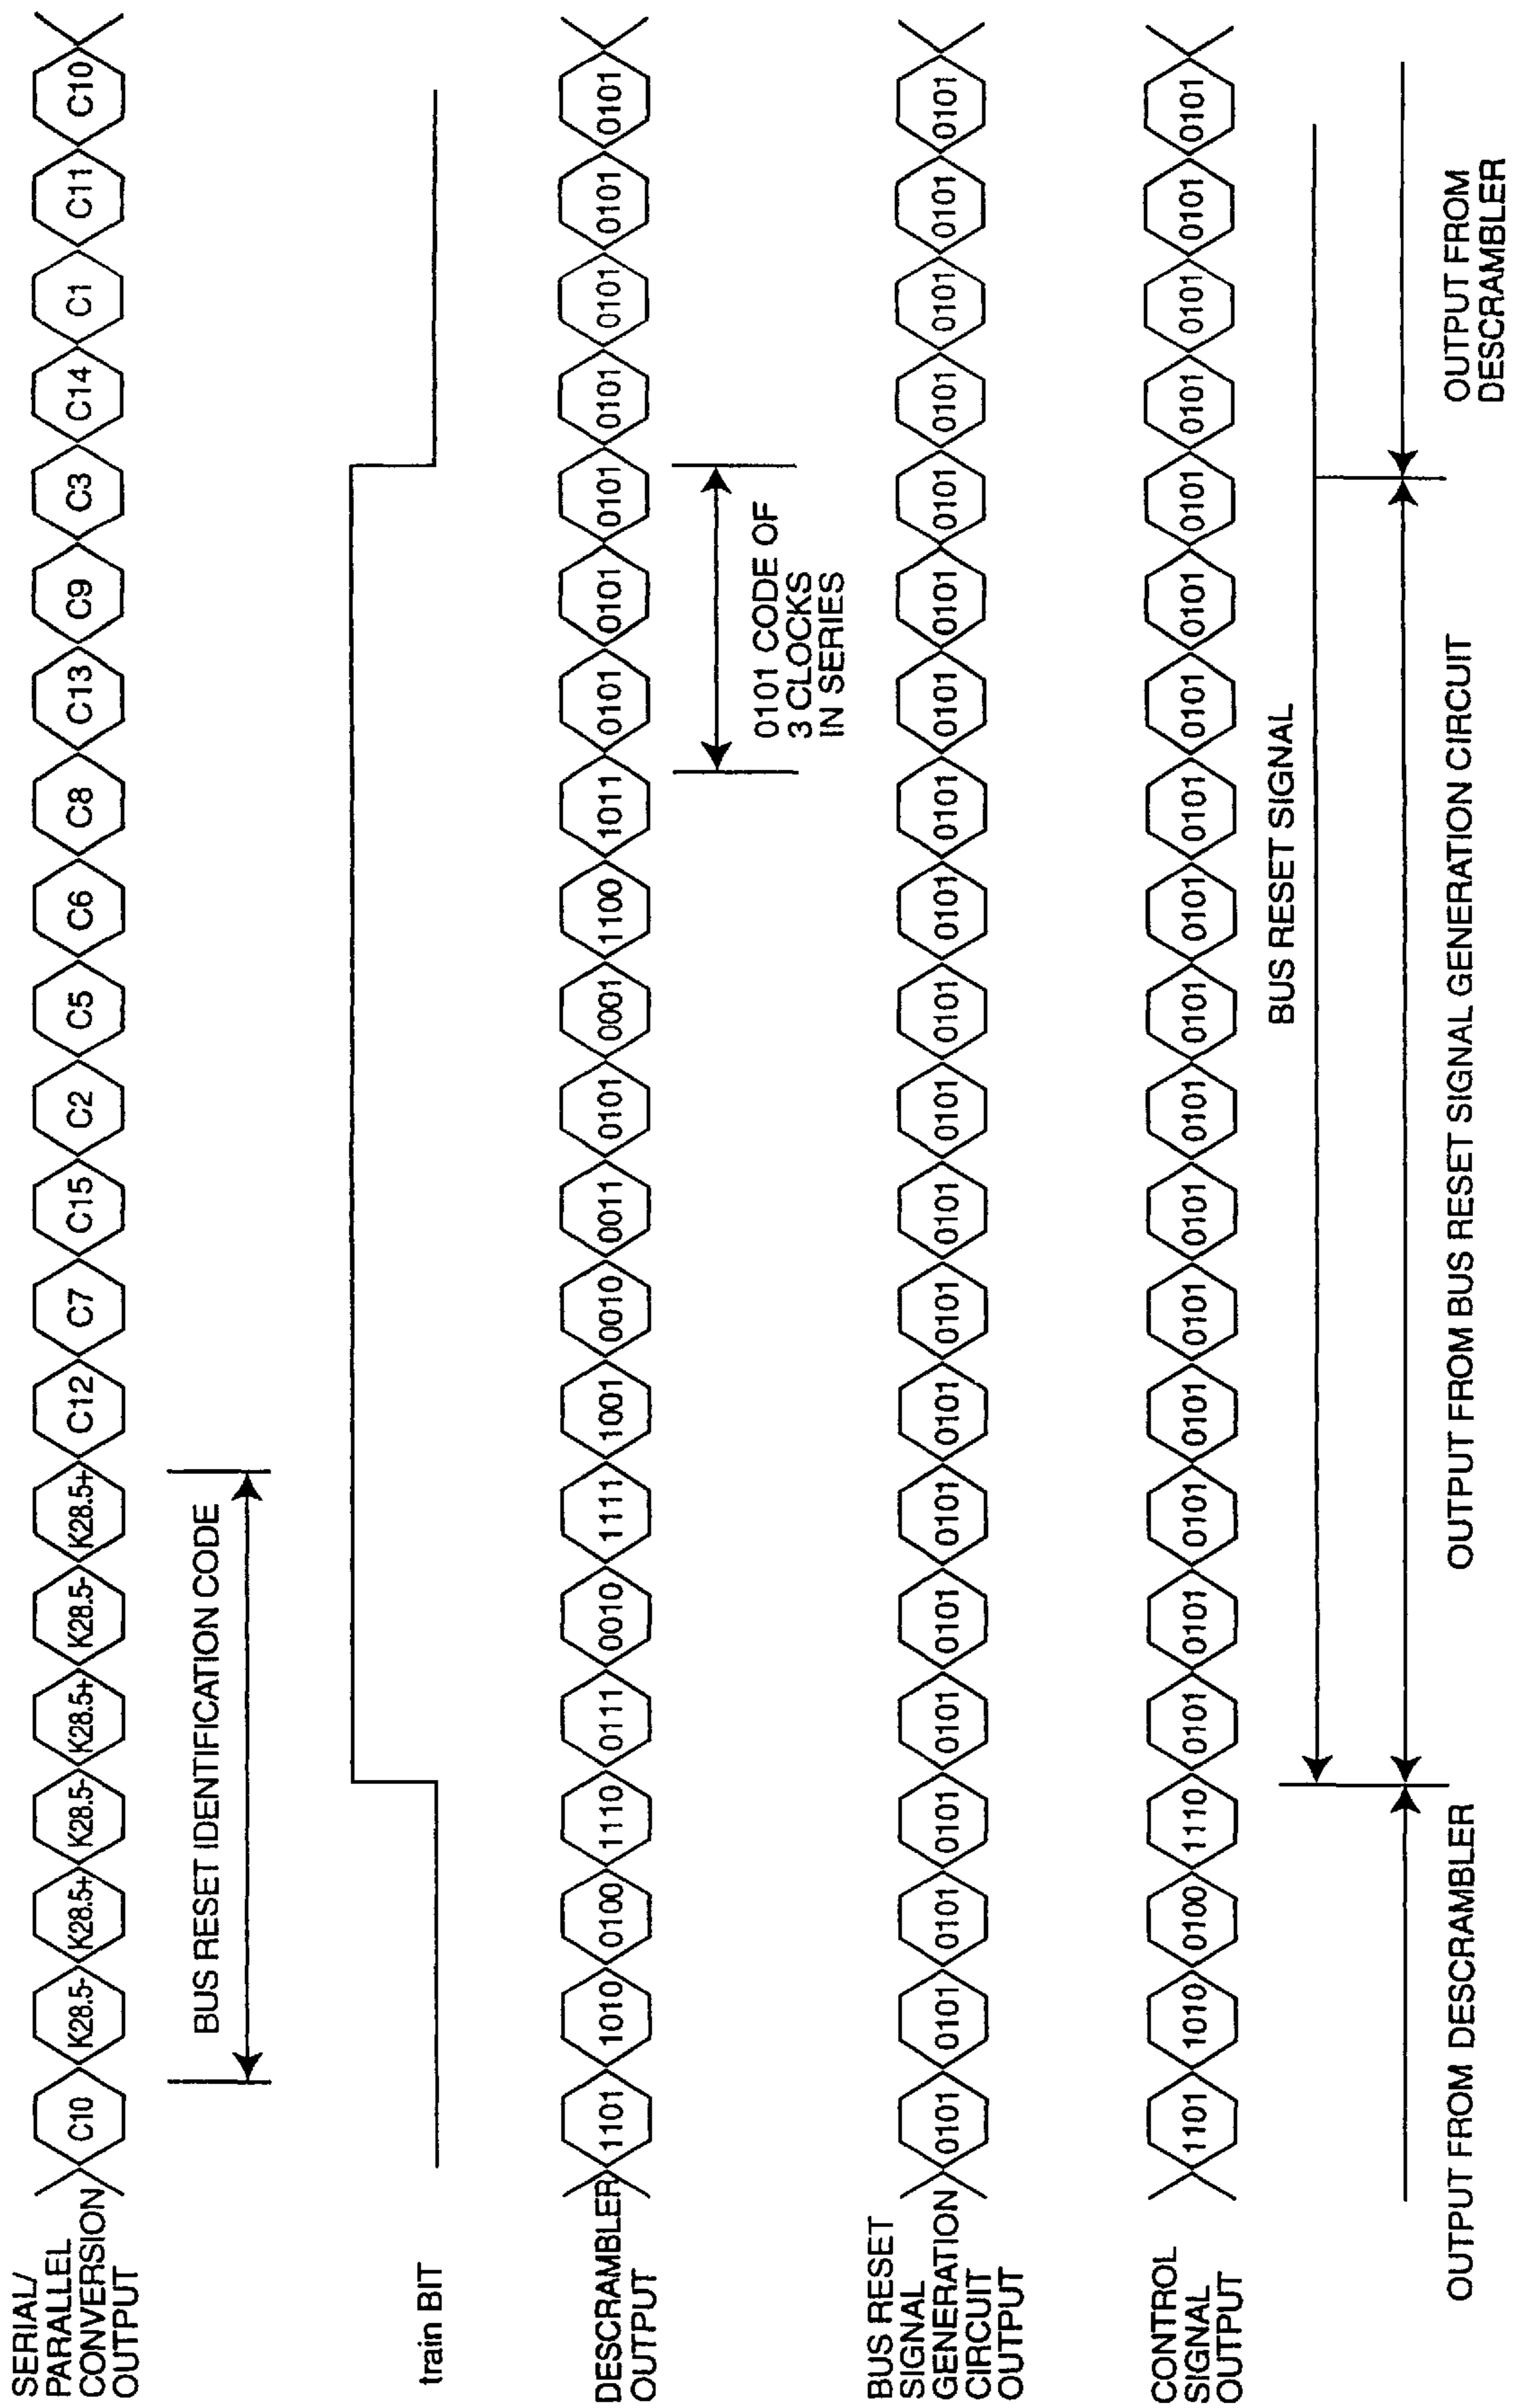 SERIAL/
PARALLEL
CONVERSION
OUTPUT
C10 K28.5- K28.5+ K28.5- K28.5+ K28.5- K28.5+ C12 C7 C15 C2 C5 C6 C8 C13 C9 C3 C14 C1 C11 C10
BUS RESET IDENTIFICATION CODE
train BIT
DESCRAMBLER
OUTPUT
1101 1010 0100 1110 0111 0010 1111 1001 0010 0011 0101 0001 1100 1011 0101 0101 0101 0101 0101 0101 0101
0101 CODE OF
3 CLOCKS
IN SERIES
BUS RESET
SIGNAL
GENERATION
CIRCUIT
OUTPUT
0101 0101 0101 0101 0101 0101 0101 0101 0101 0101 0101 0101 0101 0101 0101 0101 0101 0101 0101 0101 0101
CONTROL
SIGNAL
OUTPUT
1101 1010 0100 1110 0101 0101 0101 0101 0101 0101 0101 0101 0101 0101 0101 0101 0101 0101 0101 0101 0101
BUS RESET SIGNAL
OUTPUT FROM DESCRAMBLER
OUTPUT FROM BUS RESET SIGNAL GENERATION CIRCUIT
OUTPUT FROM
DESCRAMBLER